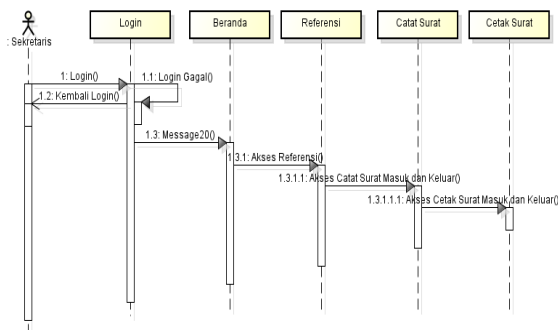 Login
Beranda
Referensi
Catat Surat
Cetak Surat
: Sekretaris
1: Login()
1.1: Login Gagal()
1.2: Kembali Login()
1.3: Message20()
1.3.1: Akses Referensi()
1.3.1.1: Akses Catat Surat Masuk dan Keluar()
1.3.1.1.1: Akses Cetak Surat Masuk dan Keluar()